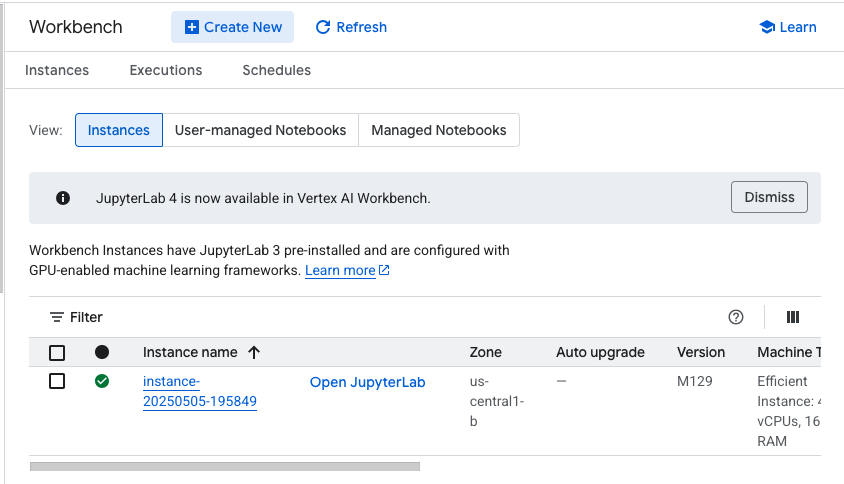 Workbench
Create New
Refresh
Learn
Instances Executions Schedules
View: Instances User-managed Notebooks Managed Notebooks
JupyterLab 4 is now available in Vertex AI Workbench. Dismiss
Workbench Instances have JupyterLab 3 pre-installed and are configured with
GPU-enabled machine learning frameworks. Learn more
Filter
Instance name Zone Auto upgrade Version Machine T
instance-
20250505-195849
Open JupyterLab
us-
central1-
b
—
M129
Efficient
Instance: 4
vCPUs, 16
RAM